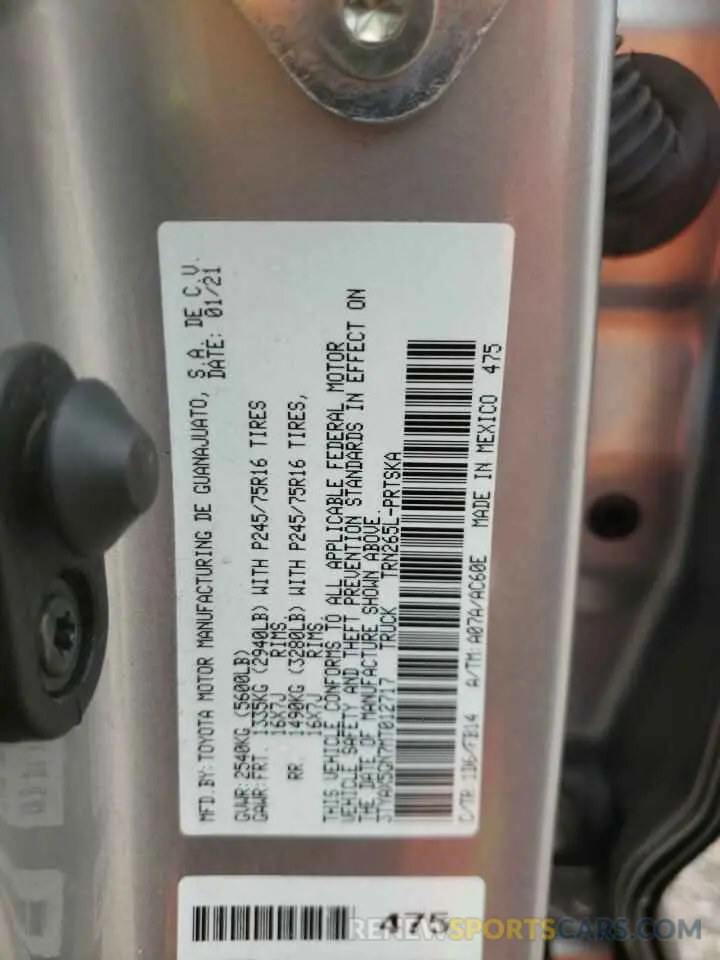 MFD.BY:TOYOTA MOTOR MANUFACTURING DE GUANAJUATO, S.A. DE C.V.
DATE: 01/21
GVWR:2540KG (5600LB)
GAWR:FRT. 1335KG (2940LB) WITH P245/75R16 TIRES
16X7J RIMS.
RR. 1490KG (3280LB) WITH P245/75R16 TIRES,
16X7J RIMS.
THIS VEHICLE CONFORMS TO ALL APPLICABLE FEDERAL MOTOR
VEHICLE SAFETY AND THEFT PREVENTION STANDARDS IN EFFECT ON
THE DATE OF MANUFACTURE SHOWN ABOVE.
3TYAX5GN7MT012717 TRUCK TRN265L-PRTSKA
C/TR: 1D6/FB14 A/TM:A07A/AC60E MADE IN MEXICO 475
475
RENEWSPORTSCARS.COM